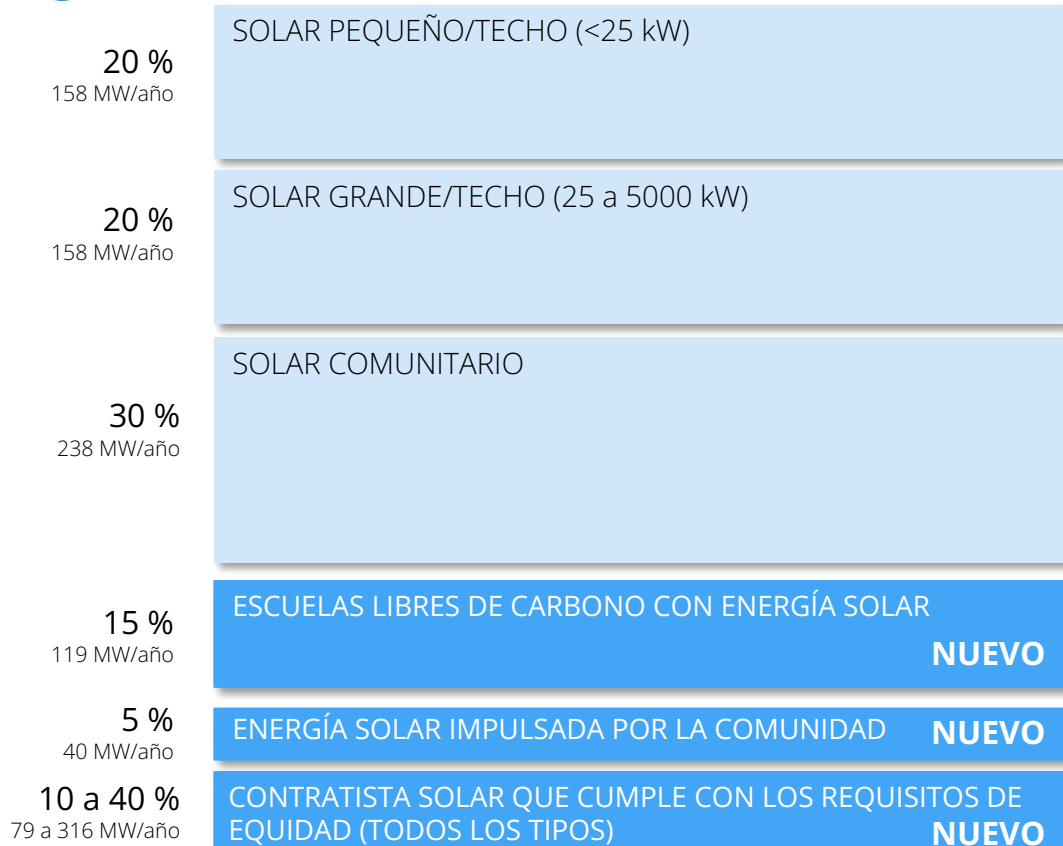 20 %
158 MW/año
SOLAR PEQUEÑO/TECHO (<25 kW)
20 %
158 MW/año
SOLAR GRANDE/TECHO (25 a 5000 kW)
30 %
238 MW/año
SOLAR COMUNITARIO
15 %
119 MW/año
ESCUELAS LIBRES DE CARBONO CON ENERGÍA SOLAR
NUEVO
5 %
40 MW/año
ENERGÍA SOLAR IMPULSADA POR LA COMUNIDAD NUEVO
10 a 40 %
79 a 316 MW/año
CONTRATISTA SOLAR QUE CUMPLE CON LOS REQUISITOS DE
EQUIDAD (TODOS LOS TIPOS) NUEVO